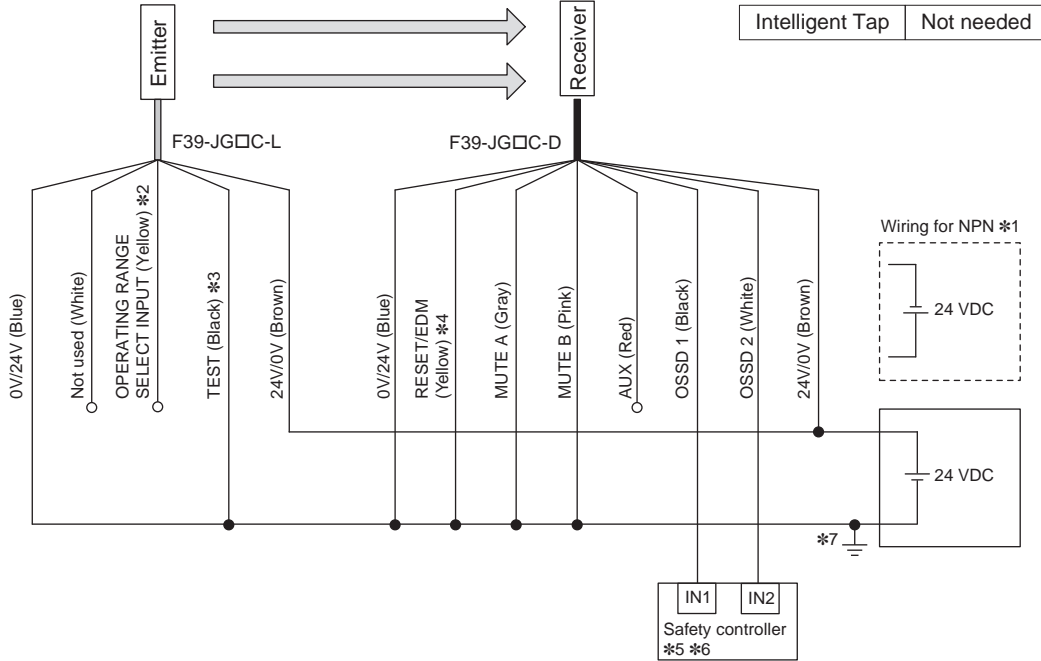 Intelligent Tap Not needed
Emitter
Receiver
F39-JG□C-L
F39-JG□C-D
0V/24V (Blue)
Not used (White)
OPERATING RANGE
SELECT INPUT (Yellow) *2
TEST (Black) *3
24V/0V (Brown)
0V/24V (Blue)
RESET/EDM
(Yellow) *4
MUTE A (Gray)
MUTE B (Pink)
AUX (Red)
OSSD 1 (Black)
OSSD 2 (White)
24V/0V (Brown)
Wiring for NPN *1
24 VDC
24 VDC
*7
IN1 IN2
Safety controller
*5 *6